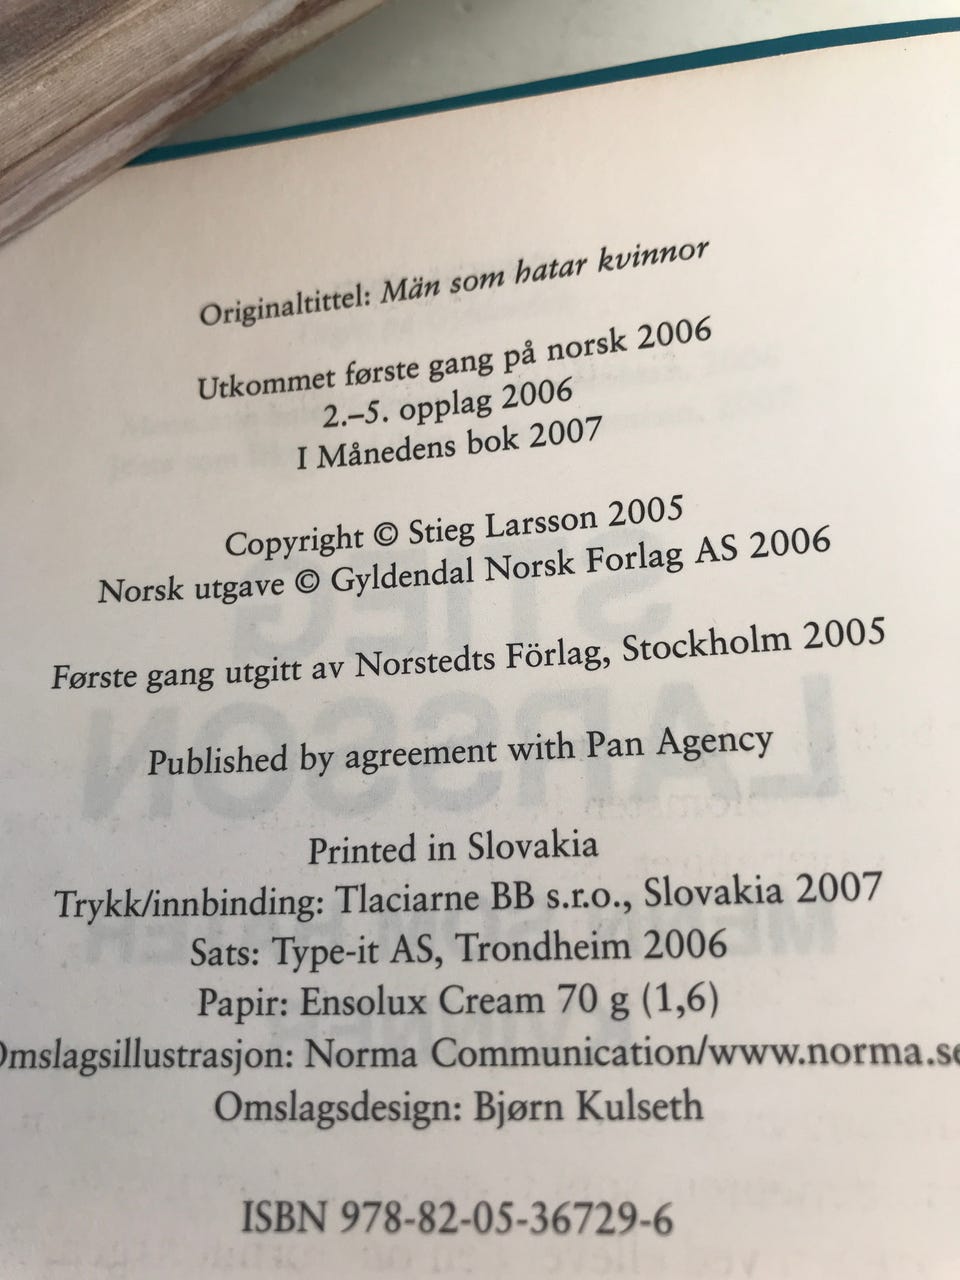 Originaltittel: Män som hatar kvinnor
Utkommet første gang på norsk 2006
2.–5. opplag 2006
I Månedens bok 2007
Copyright © Stieg Larsson 2005
Norsk utgave © Gyldendal Norsk Forlag AS 2006
Første gang utgitt av Norstedts Förlag, Stockholm 2005
Published by agreement with Pan Agency
Printed in Slovakia
Trykk/innbinding: Tlaciarne BB s.r.o., Slovakia 2007
Sats: Type-it AS, Trondheim 2006
Papir: Ensolux Cream 70 g (1,6)
Omslagsillustrasjon: Norma Communication/www.norma.se
Omslagsdesign: Bjørn Kulseth
ISBN 978-82-05-36729-6